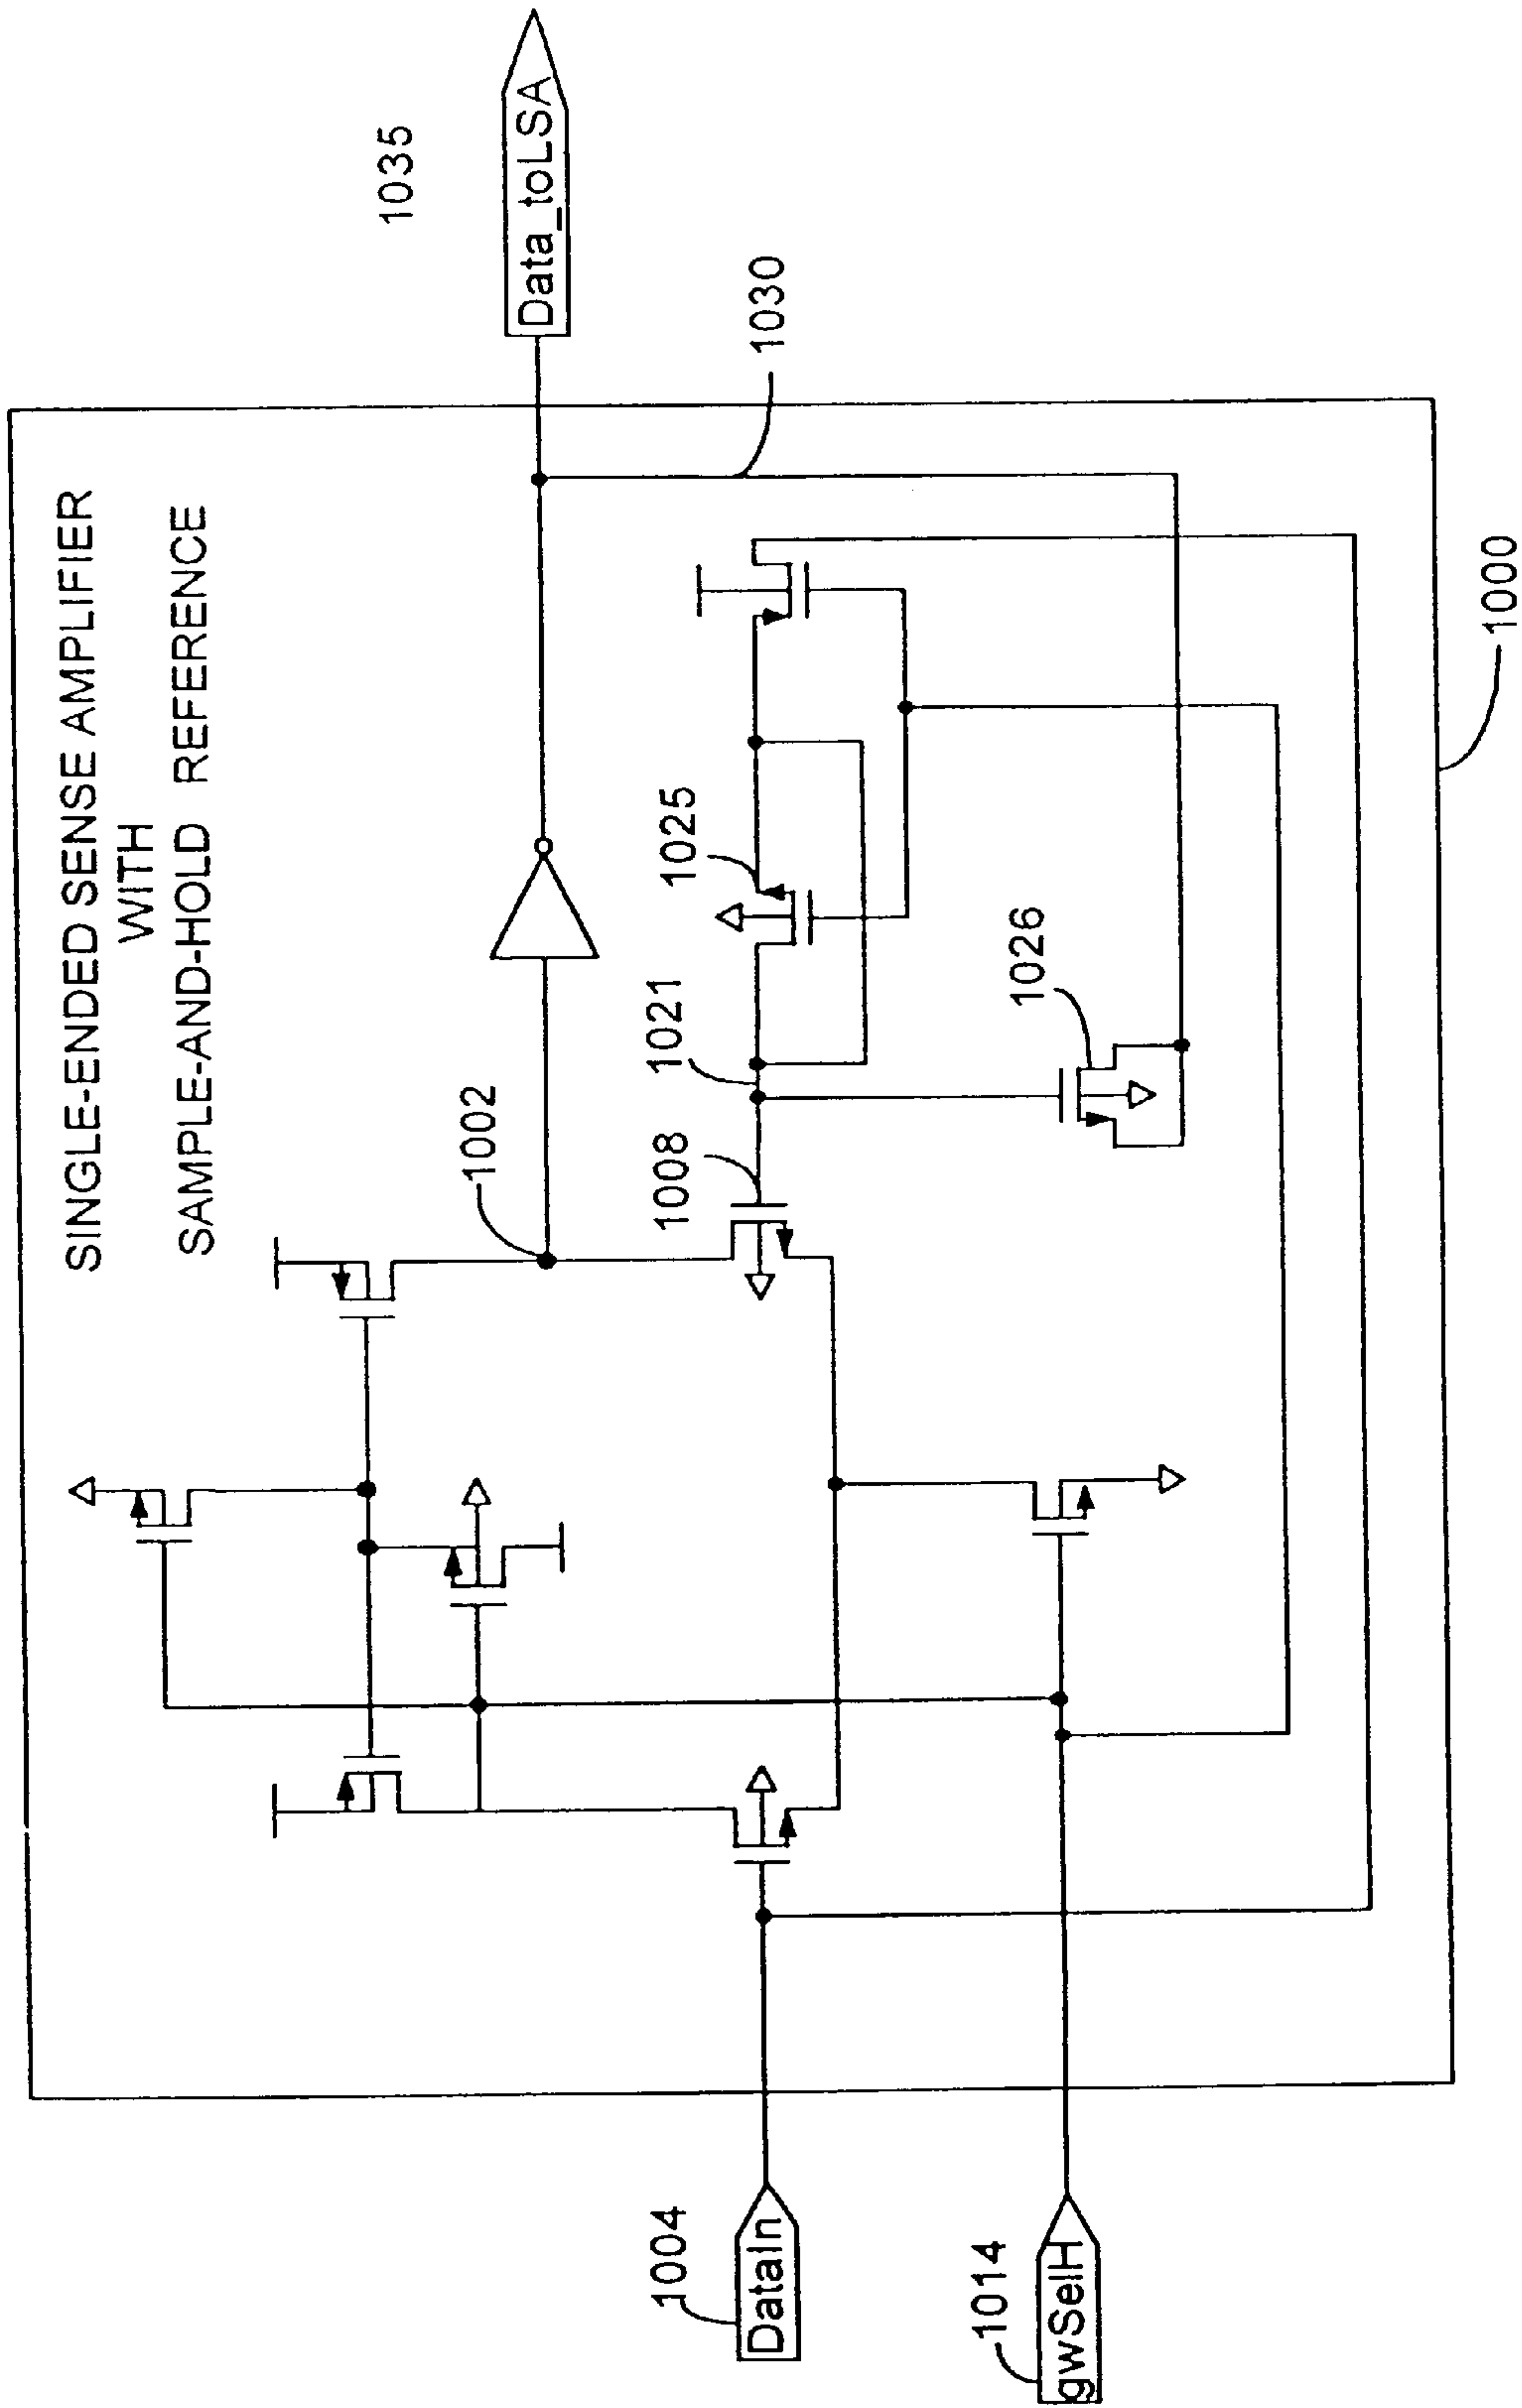 SINGLE-ENDED SENSE AMPLIFIER
WITH
SAMPLE-AND-HOLD REFERENCE
1035
Data_toLSA
1030
1002
1025
1021
1008
1026
1004
DataIn
1014
gwSelH
1000